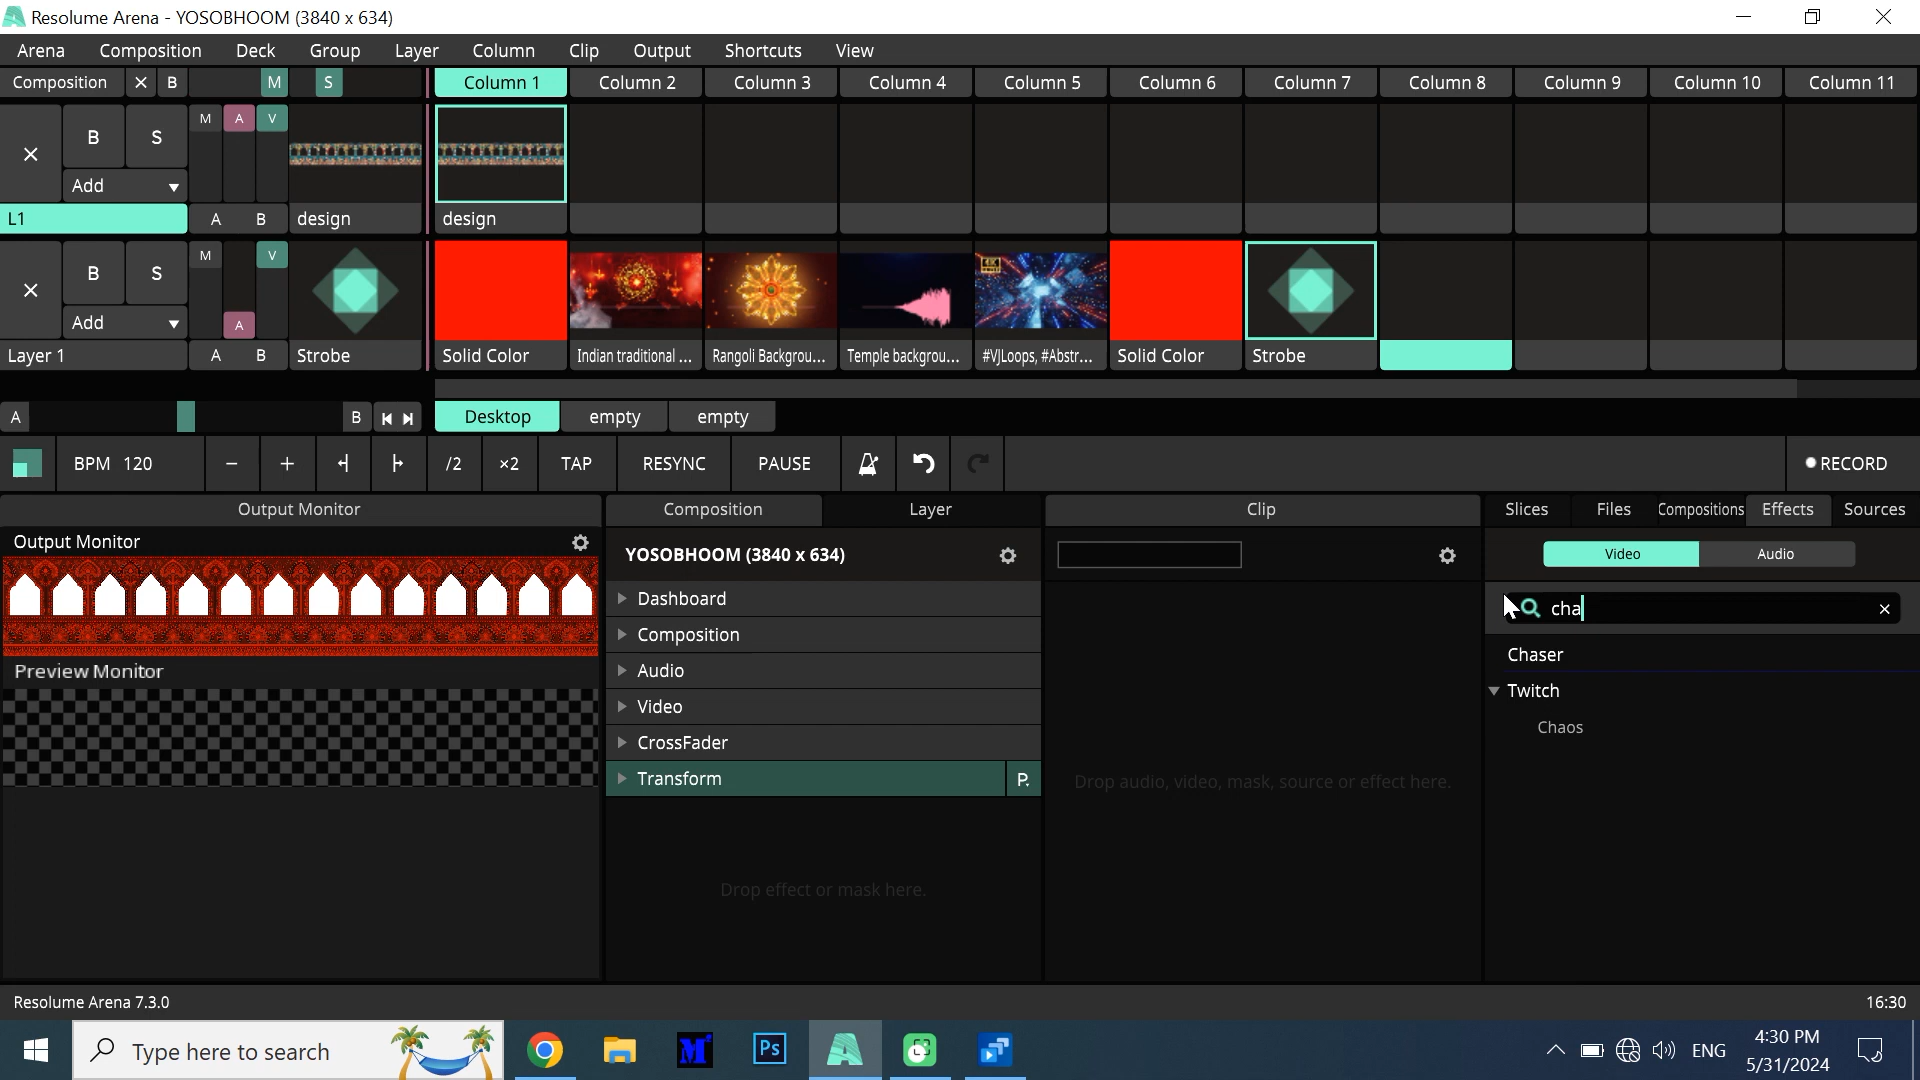 Resolume Arena - YOSOBHOOM (3840 x 634)
Arena Composition Deck Group Layer Column Clip Output Shortcuts View
Composition B M S Column 1 Column 2 Column 3 Column 4 Column 5 Column 6 Column 7 Column 8 Column 9 Column 10 Column 11
B S M A V
Add
L1 A B design design
B S M V
Add A
Layer 1 A B Strobe Solid Color Indian traditional ... Rangoli Backgrou... Temple backgrou... #VJLoops, #Abstr... Solid Color Strobe
A B Desktop empty empty
BPM 120 - + /2 ×2 TAP RESYNC PAUSE RECORD
Output Monitor Composition Layer Clip Slices Files Compositions Effects Sources
Output Monitor
YOSOBHOOM (3840 x 634)
Video Audio
Dashboard
cha
Composition
Chaser
Preview Monitor
Audio
Twitch
Video
Chaos
CrossFader
Transform P.
Drop audio, video, mask, source or effect here.
Drop effect or mask here.
Resolume Arena 7.3.0 16:30
Type here to search
Ps
ENG
4:30 PM
5/31/2024